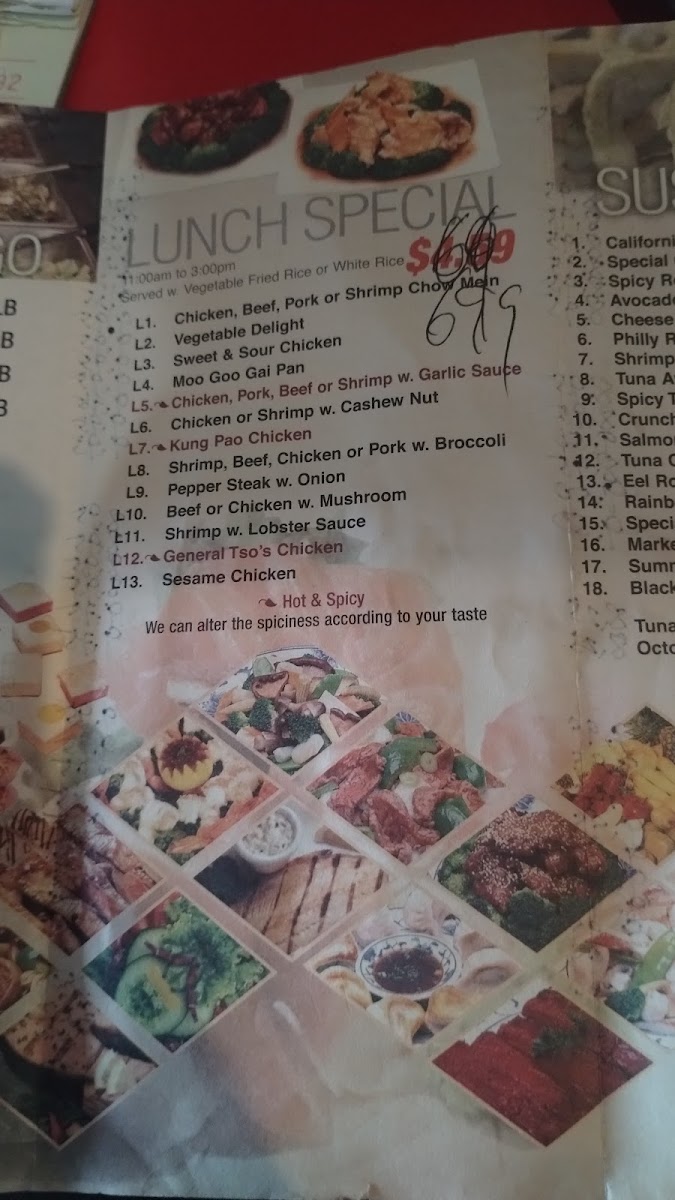 92
GO
LB
B
B
B
LUNCH SPECIAL
11:00am to 3:00pm
Served w. Vegetable Fried Rice or White Rice
L1. Chicken, Beef, Pork or Shrimp Chow Mein
L2. Vegetable Delight
L3. Sweet & Sour Chicken
L4. Moo Goo Gai Pan
L5. Chicken, Pork, Beef or Shrimp w. Garlic Sauce
L6. Chicken or Shrimp w. Cashew Nut
L7. Kung Pao Chicken
L8. Shrimp, Beef, Chicken or Pork w. Broccoli
L9. Pepper Steak w. Onion
L10. Beef or Chicken w. Mushroom
L11. Shrimp w. Lobster Sauce
L12. General Tso's Chicken
L13. Sesame Chicken
Hot & Spicy
We can alter the spiciness according to your taste
SUS
1. Californi
2. Special
3. Spicy R
4. Avocad
5. Cheese
6. Philly R
7. Shrimp
8. Tuna A
9. Spicy T
10. Crunch
11. Salmo
12. Tuna
13. Eel Ro
14. Rainb
15. Speci
16. Marke
17. Summ
18. Black
Tuna
Octo